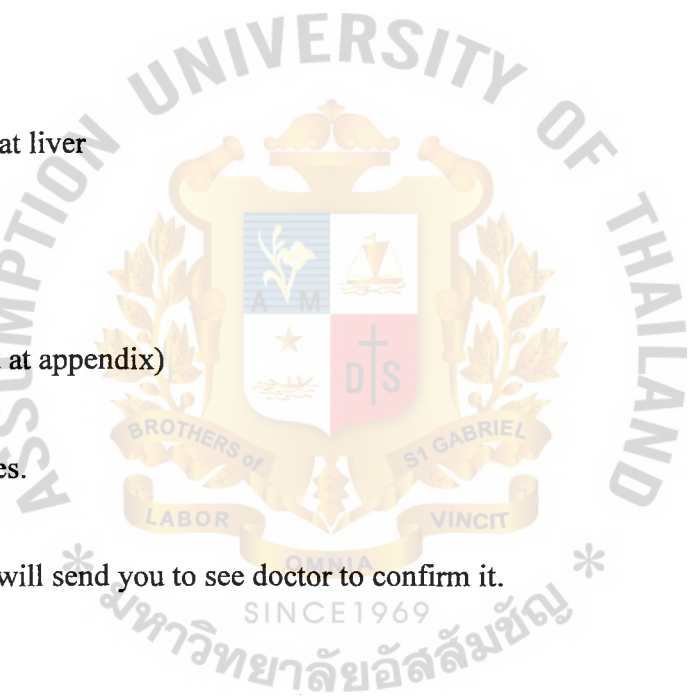 ASSUMPTION UNIVERSITY OF THAILAND
at liver
A M
D S
at appendix)
BROTHERS of ST GABRIEL
es.
LABOR VINCIT
OMNIA
will send you to see doctor to confirm it.
* SINCE1969 *
มหาวิทยาลัยอัสสัมชัญ